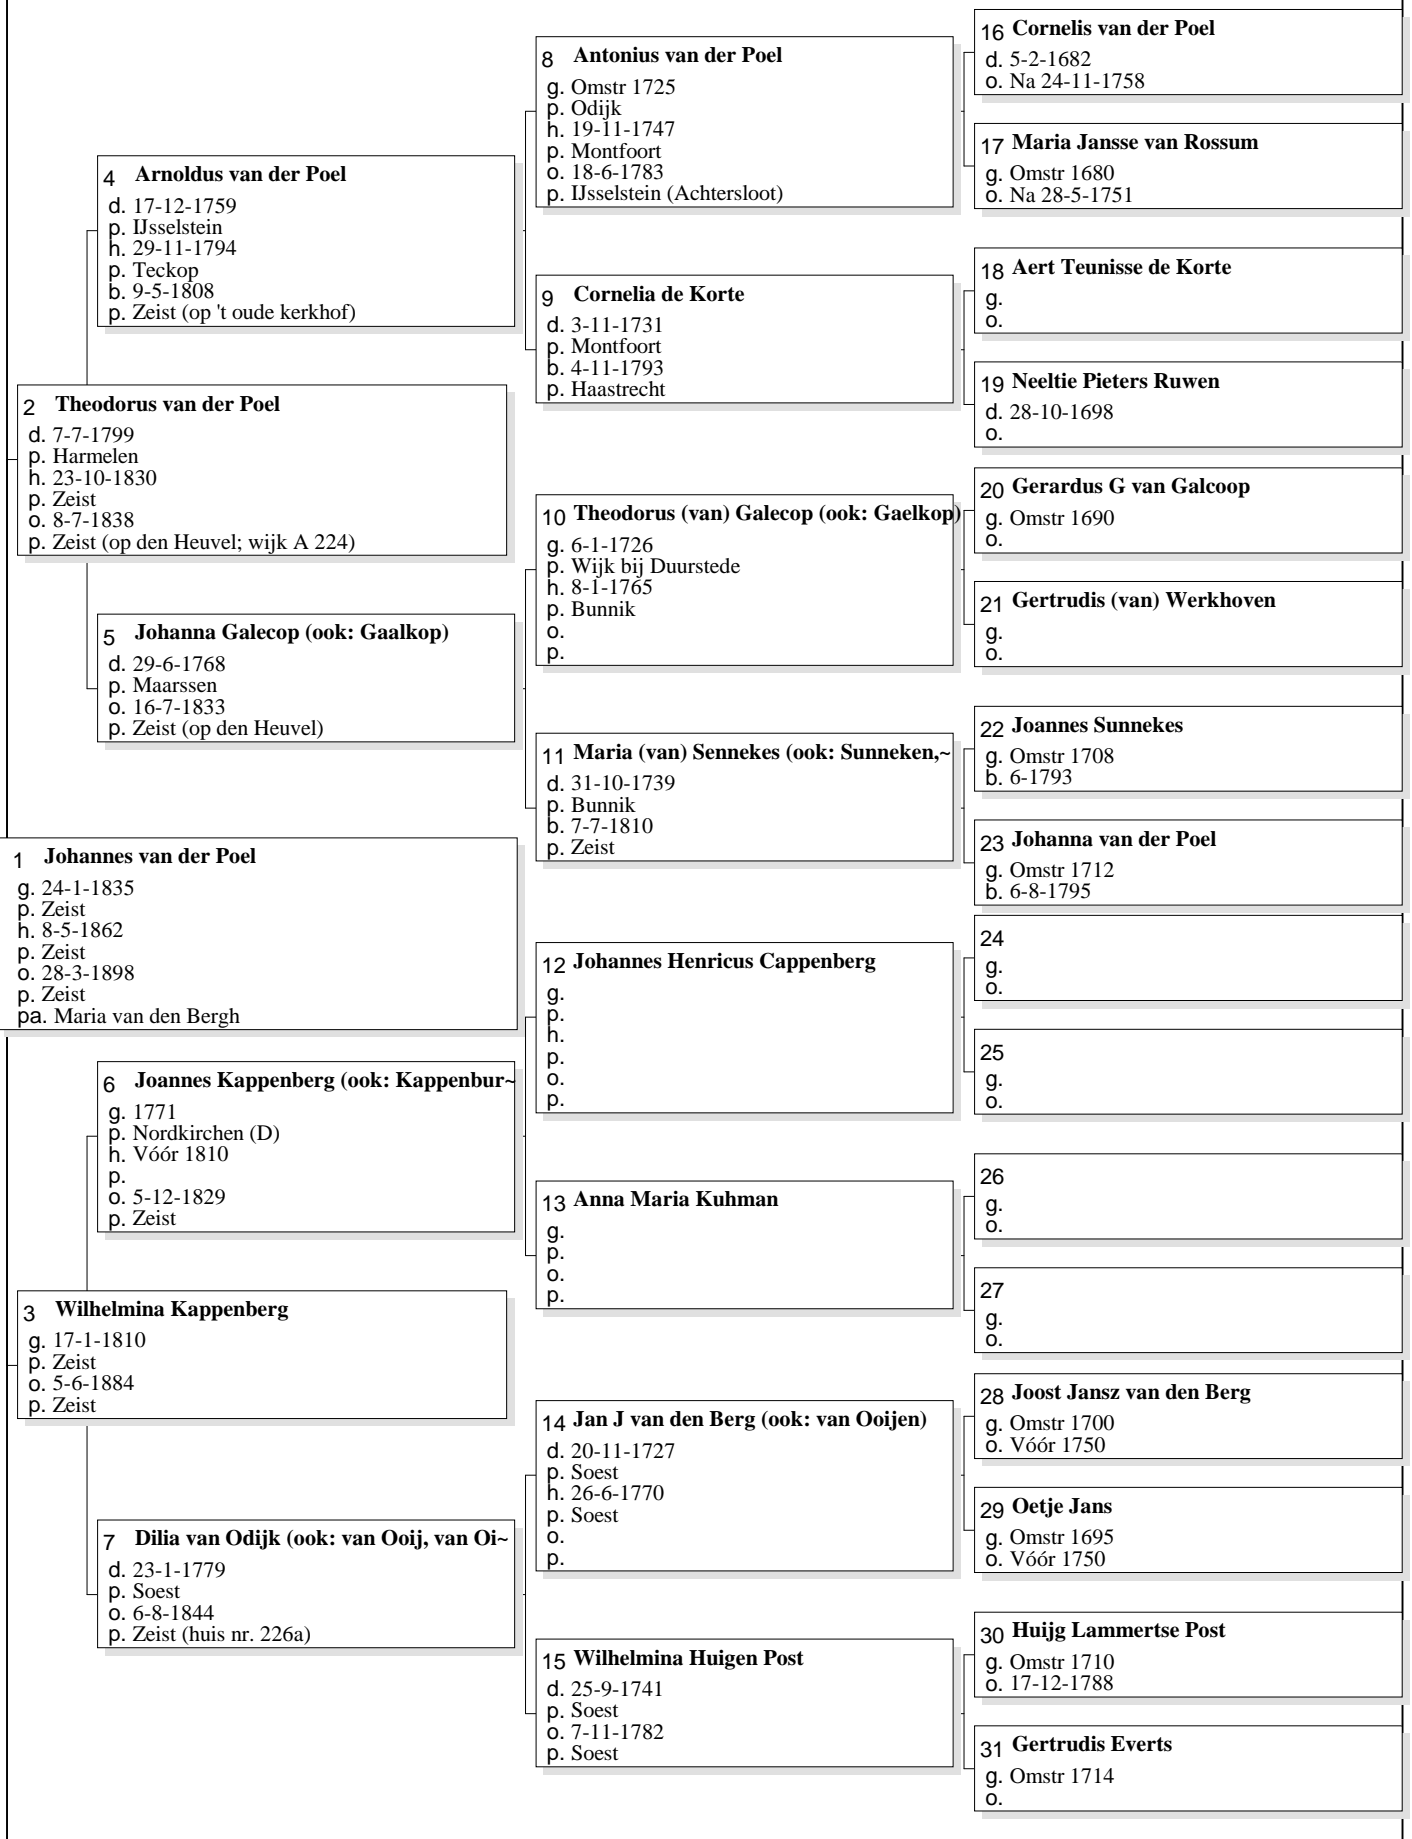 1 Johannes van der Poel
g. 24-1-1835
p. Zeist
h. 8-5-1862
p. Zeist
o. 28-3-1898
p. Zeist
pa. Maria van den Bergh
2 Theodorus van der Poel
d. 7-7-1799
p. Harmelen
h. 23-10-1830
p. Zeist
o. 8-7-1838
p. Zeist (op den Heuvel; wijk A 224)
3 Wilhelmina Kappenberg
g. 17-1-1810
p. Zeist
o. 5-6-1884
p. Zeist
4 Arnoldus van der Poel
d. 17-12-1759
p. IJsselstein
h. 29-11-1794
p. Teckop
b. 9-5-1808
p. Zeist (op 't oude kerkhof)
5 Johanna Galecop (ook: Gaalkop)
d. 29-6-1768
p. Maarssen
o. 16-7-1833
p. Zeist (op den Heuvel)
6 Joannes Kappenberg (ook: Kappenbur~
g. 1771
p. Nordkirchen (D)
h. Vóór 1810
p.
o. 5-12-1829
p. Zeist
7 Dilia van Odijk (ook: van Ooij, van Oi~
d. 23-1-1779
p. Soest
o. 6-8-1844
p. Zeist (huis nr. 226a)
8 Antonius van der Poel
g. Omstr 1725
p. Odijk
h. 19-11-1747
p. Montfoort
o. 18-6-1783
p. IJsselstein (Achtersloot)
9 Cornelia de Korte
d. 3-11-1731
p. Montfoort
b. 4-11-1793
p. Haastrecht
10 Theodorus (van) Galecop (ook: Gaelkop)
g. 6-1-1726
p. Wijk bij Duurstede
h. 8-1-1765
p. Bunnik
o.
p.
11 Maria (van) Sennekes (ook: Sunneken,~
d. 31-10-1739
p. Bunnik
b. 7-7-1810
p. Zeist
12 Johannes Henricus Cappenberg
g.
p.
h.
p.
o.
p.
13 Anna Maria Kuhman
g.
p.
o.
p.
14 Jan J van den Berg (ook: van Ooijen)
d. 20-11-1727
p. Soest
h. 26-6-1770
p. Soest
o.
p.
15 Wilhelmina Huigen Post
d. 25-9-1741
p. Soest
o. 7-11-1782
p. Soest
16 Cornelis van der Poel
d. 5-2-1682
o. Na 24-11-1758
17 Maria Jansse van Rossum
g. Omstr 1680
o. Na 28-5-1751
18 Aert Teunisse de Korte
g.
o.
19 Neeltie Pieters Ruwen
d. 28-10-1698
o.
20 Gerardus G van Galcoop
g. Omstr 1690
o.
21 Gertrudis (van) Werkhoven
g.
o.
22 Joannes Sunnekes
g. Omstr 1708
b. 6-1793
23 Johanna van der Poel
g. Omstr 1712
b. 6-8-1795
24
g.
o.
25
g.
o.
26
g.
o.
27
g.
o.
28 Joost Jansz van den Berg
g. Omstr 1700
o. Vóór 1750
29 Oetje Jans
g. Omstr 1695
o. Vóór 1750
30 Huijg Lammertse Post
g. Omstr 1710
o. 17-12-1788
31 Gertrudis Everts
g. Omstr 1714
o.